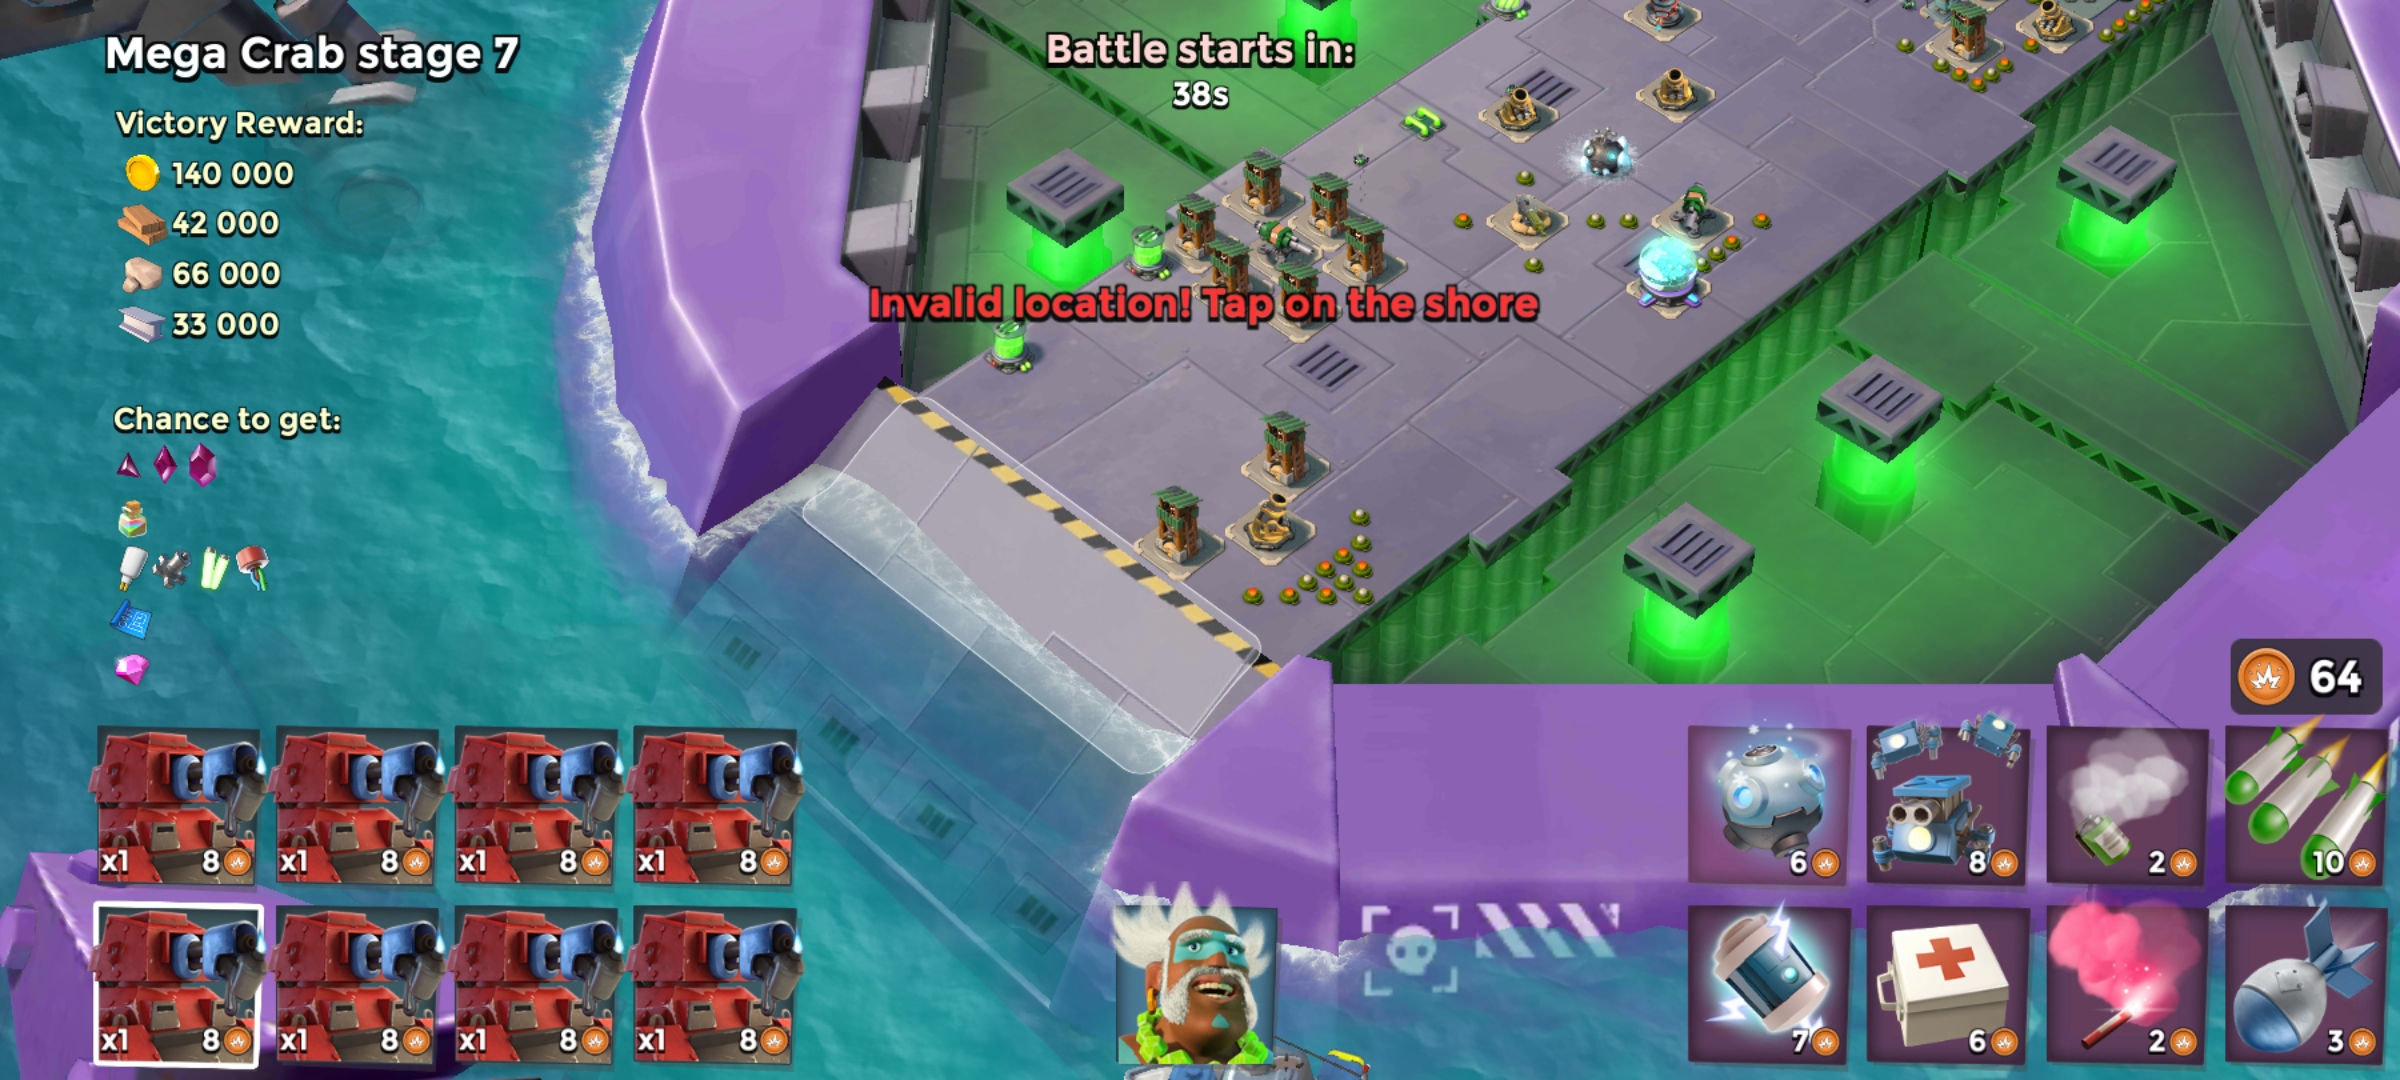 Mega Crab stage 7
Victory Reward:
140 000
42 000
66 000
33 000
Chance to get:
Battle starts in:
38s
Invalid location! Tap on the shore
64
x1 8
x1 8
x1 8
x1 8
x1 8
x1 8
x1 8
x1 8
6
8
2
10
7
6
2
3